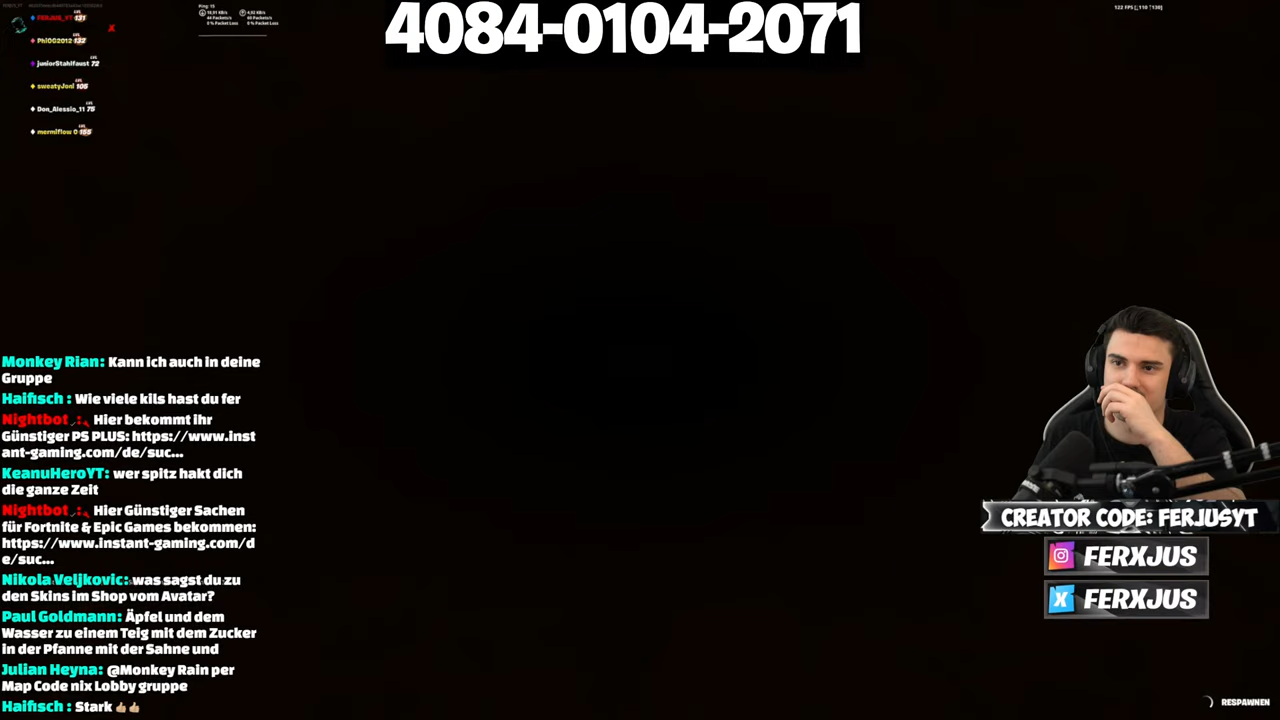 4084-0104-2071
Ping: 15
123 FPS
FERJUS_YT 131
PhiOG2012 132
juniorStahlfaust 72
sweatyJoni 105
Don_Alessio_11 75
mermiflow 0 155
Monkey Rian: Kann ich auch in deine
Gruppe
Haifisch : Wie viele kils hast du fer
Nightbot : Hier bekommt ihr
Günstiger PS PLUS: https://www.inst
ant-gaming.com/de/suc...
KeanuHeroYT: wer spitz hakt dich
die ganze Zeit
Nightbot : Hier Günstiger Sachen
für Fortnite & Epic Games bekommen:
https://www.instant-gaming.com/d
e/suc...
Nikola Veljkovic: was sagst du zu
den Skins im Shop vom Avatar?
Paul Goldmann: Äpfel und dem
Wasser zu einem Teig mit dem Zucker
in der Pfanne mit der Sahne und
Julian Heyna: @Monkey Rain per
Map Code nix Lobby gruppe
Haifisch : Stark 👍🏼👍🏼
CREATOR CODE: FERJUSYT
FERXJUS
X FERXJUS
RESPAWNEN